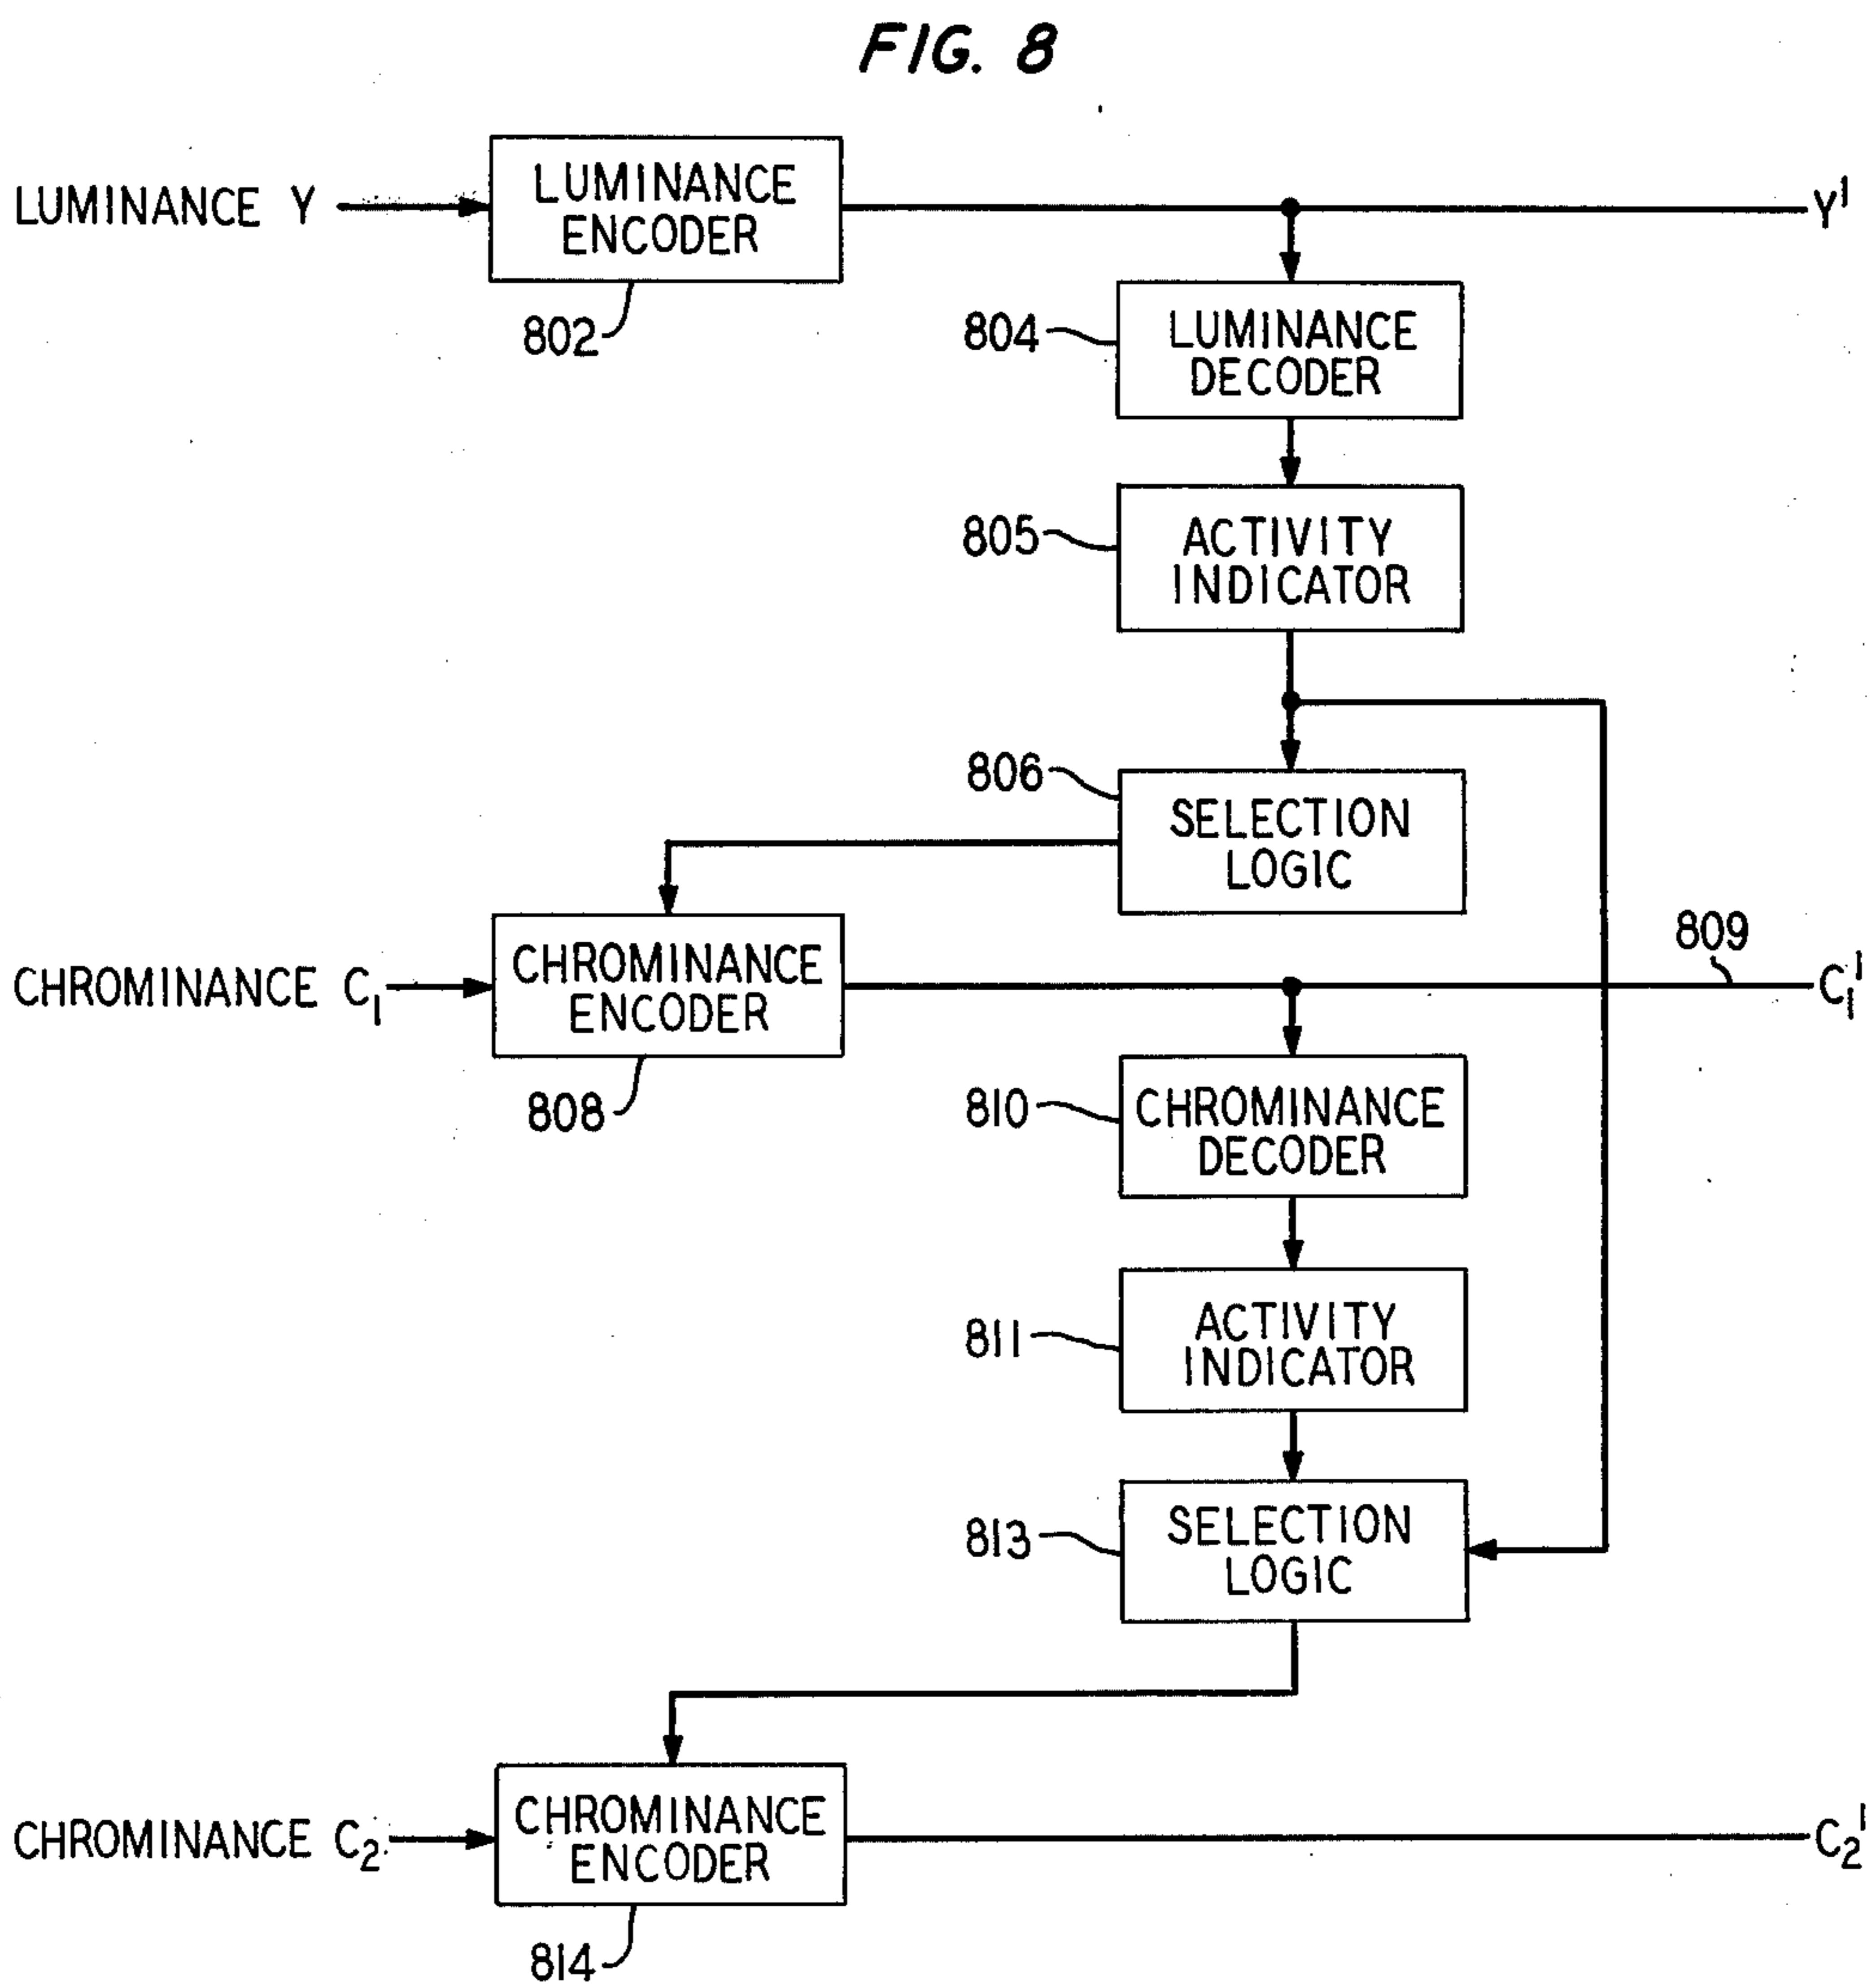 FIG. 8
LUMINANCE Y
LUMINANCE
ENCODER
Y'
802
804
LUMINANCE
DECODER
805
ACTIVITY
INDICATOR
806
SELECTION
LOGIC
809
CHROMINANCE C₁
CHROMINANCE
ENCODER
C₁'
808
810
CHROMINANCE
DECODER
811
ACTIVITY
INDICATOR
813
SELECTION
LOGIC
CHROMINANCE C₂
CHROMINANCE
ENCODER
C₂'
814